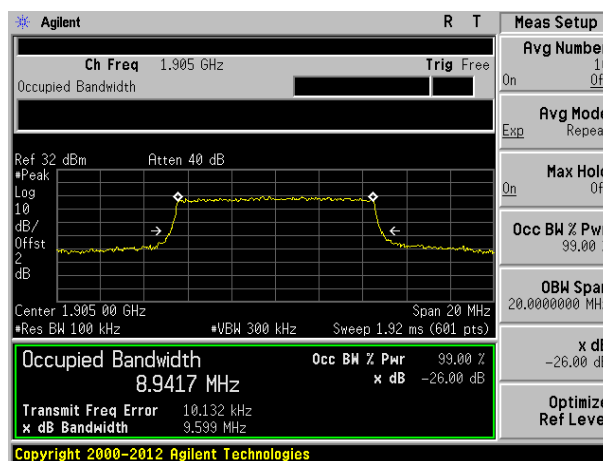 Agilent R T
Ch Freq 1.905 GHz Trig Free
Occupied Bandwidth
Ref 32 dBm Atten 40 dB
#Peak
Log
10
dB/
Offst
2
dB
Center 1.905 00 GHz Span 20 MHz
#Res BW 100 kHz #VBW 300 kHz Sweep 1.92 ms (601 pts)
Occupied Bandwidth Occ BW % Pwr 99.00 %
8.9417 MHz x dB -26.00 dB
Transmit Freq Error 10.132 kHz
x dB Bandwidth 9.599 MHz
Copyright 2000-2012 Agilent Technologies
Meas Setup
Avg Number
10
On Of
Avg Mode
Exp Repea
Max Hold
On Of
Occ BW % Pwr
99.00
OBW Span
20.0000000 MH
x dB
-26.00 dB
Optimize
Ref Level